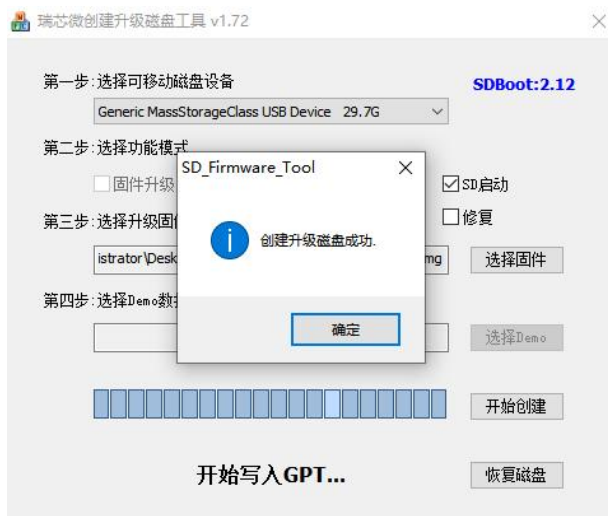 瑞芯微创建升级磁盘工具 v1.72
第一步:选择可移动磁盘设备
SDBoot:2.12
Generic MassStorageClass USB Device 29.7G
第二步:选择功能模式
SD_Firmware_Tool
固件升级
SD启动
修复
第三步:选择升级固
创建升级磁盘成功.
istrator\Desk
mg
选择固件
第四步:选择Demo数
确定
选择Demo
开始创建
开始写入GPT...
恢复磁盘